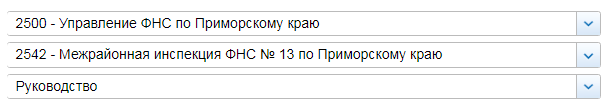 2500 - Управление ФНС по Приморскому краю
2542 - Межрайонная инспекция ФНС № 13 по Приморскому краю
Руководство